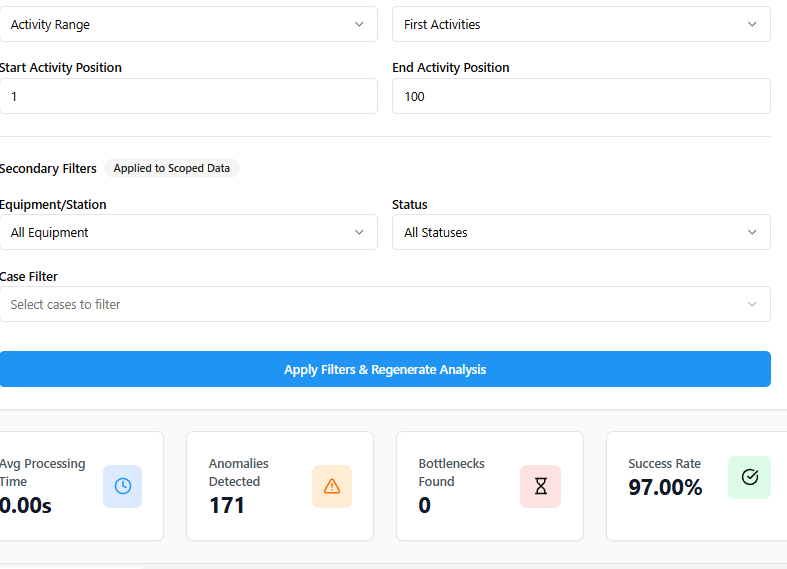 Activity Range
First Activities
Start Activity Position
End Activity Position
1
100
Secondary Filters
Applied to Scoped Data
Equipment/Station
Status
All Equipment
All Statuses
Case Filter
Select cases to filter
Apply Filters & Regenerate Analysis
Avg Processing
Time
0.00s
Anomalies
Detected
171
Bottlenecks
Found
0
Success Rate
97.00%